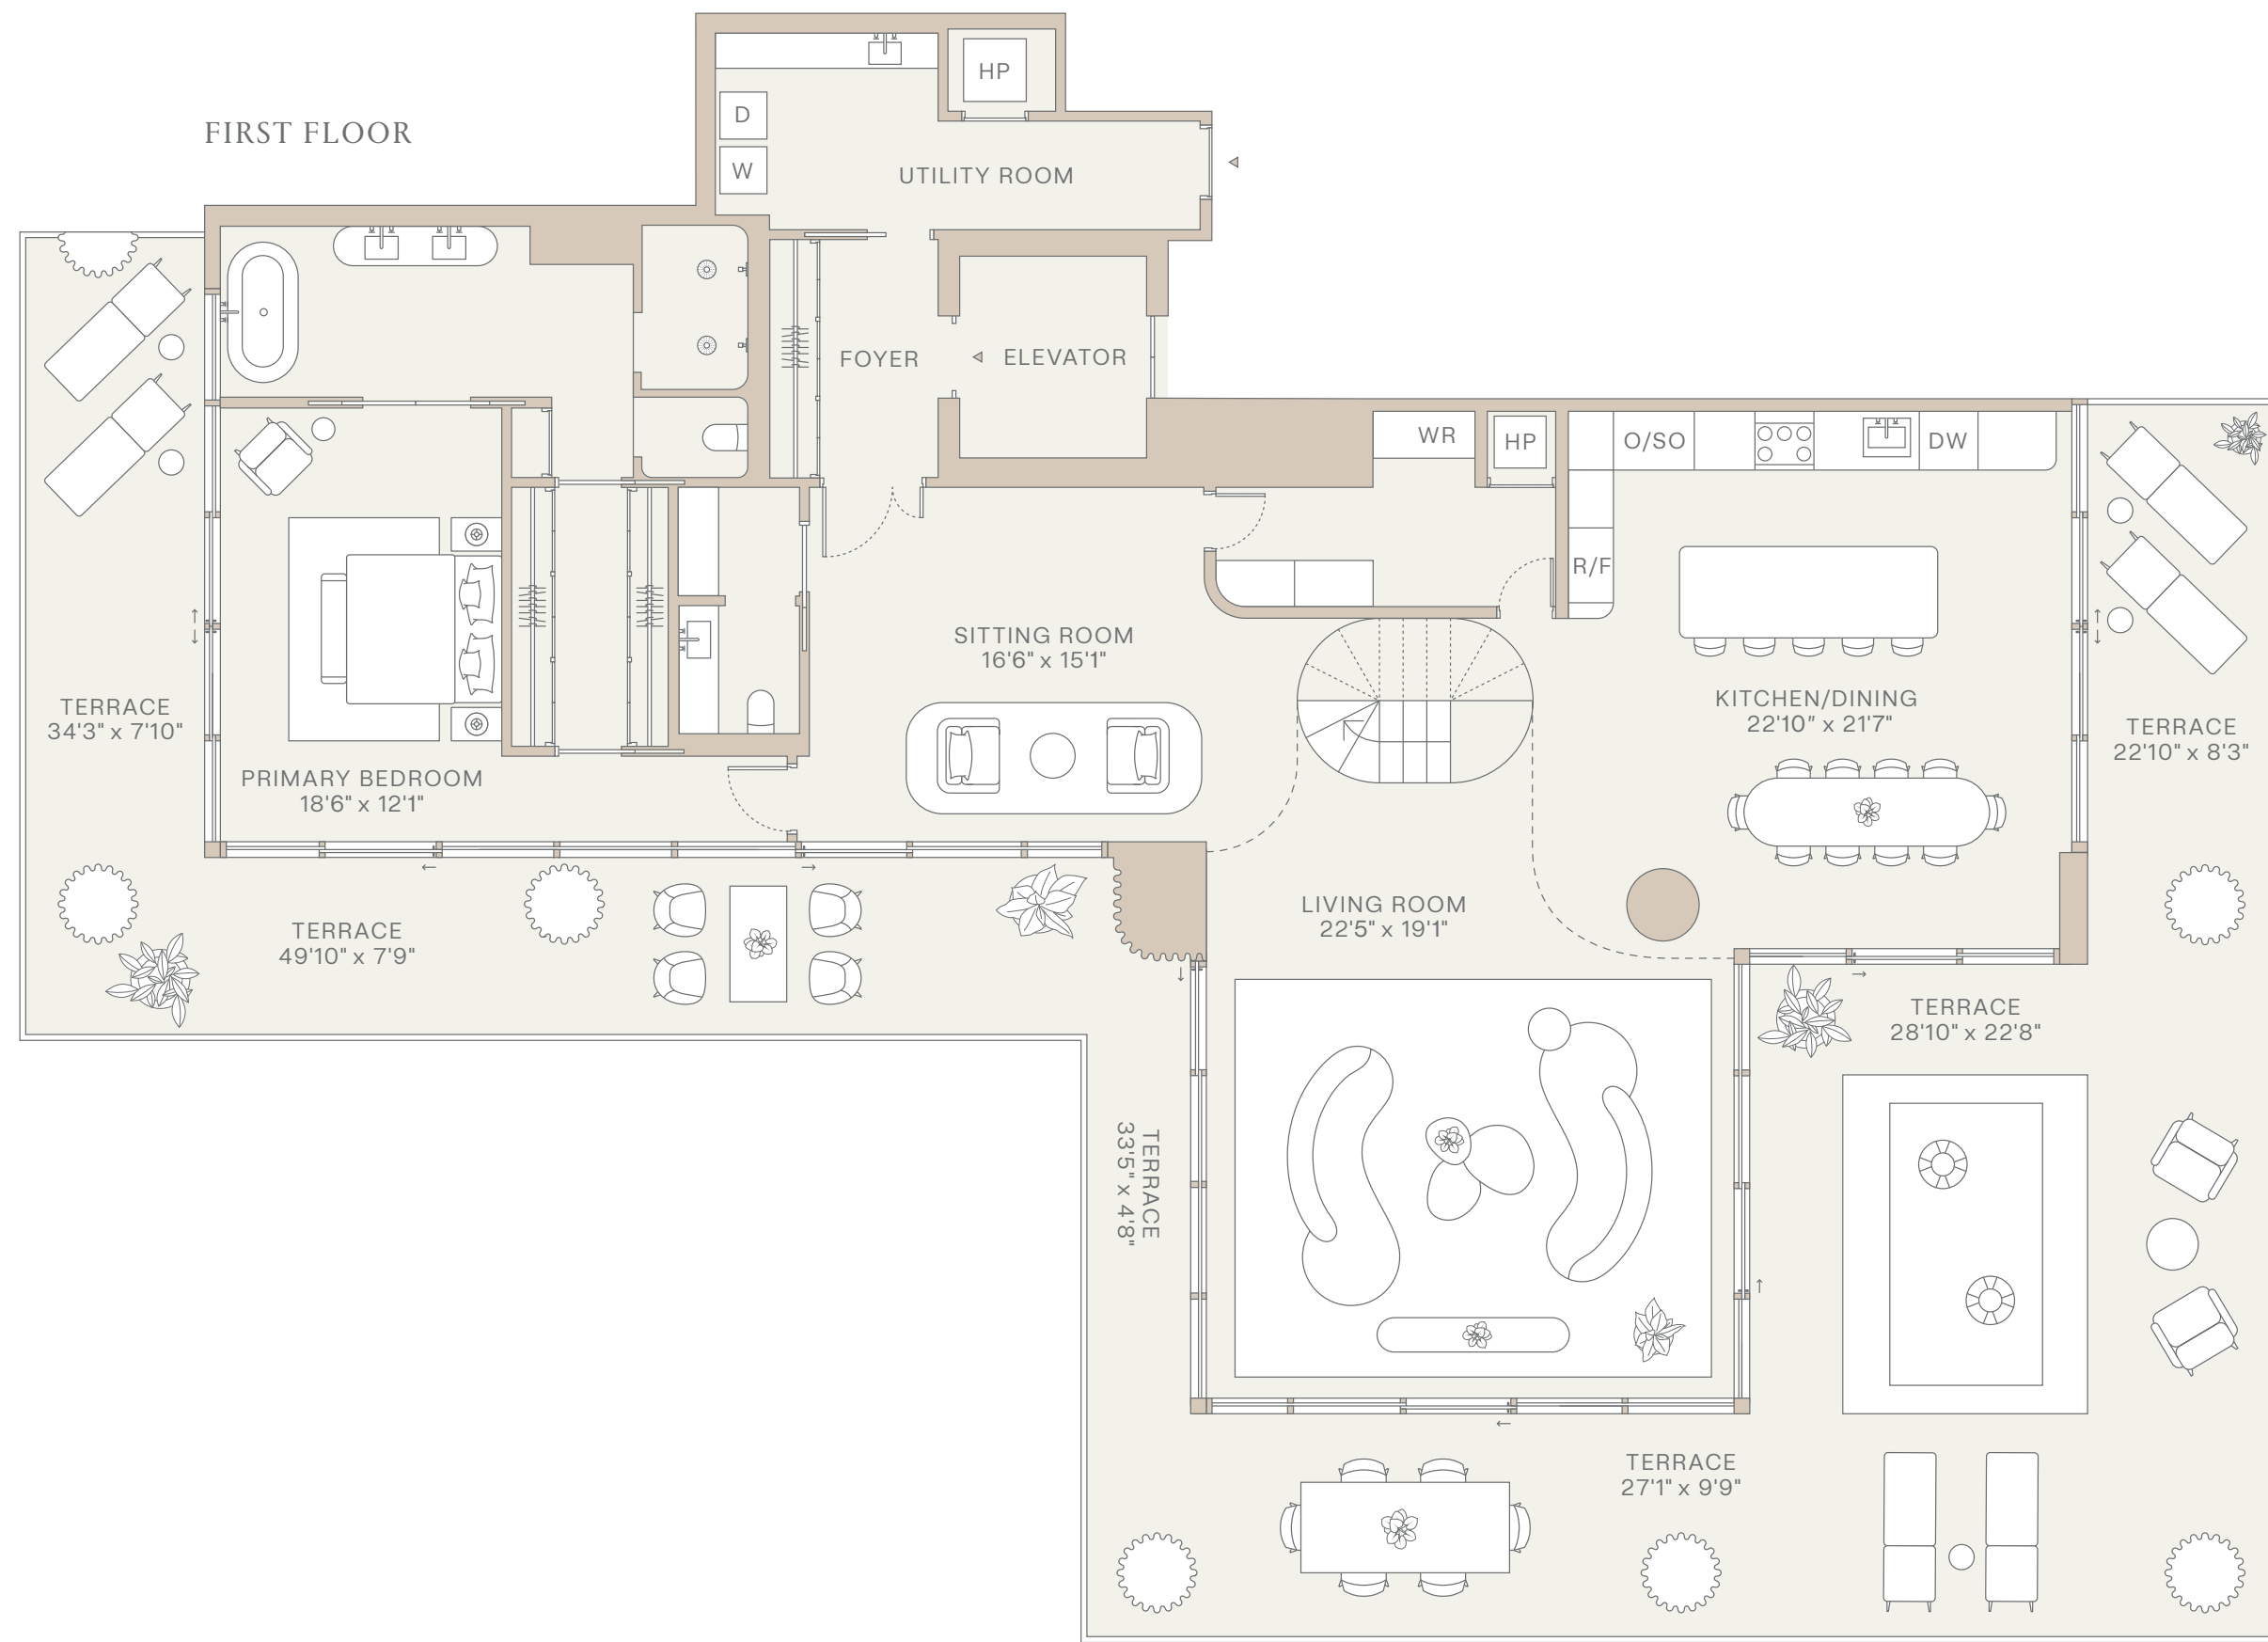 FIRST FLOOR
HP
D
W
UTILITY ROOM
FOYER
ELEVATOR
WR
HP
O/SO
DW
R/F
SITTING ROOM
16'6" x 15'1"
KITCHEN/DINING
22'10" x 21'7"
TERRACE
34'3" x 7'10"
TERRACE
22'10" x 8'3"
PRIMARY BEDROOM
18'6" x 12'1"
LIVING ROOM
22'5" x 19'1"
TERRACE
49'10" x 7'9"
TERRACE
28'10" x 22'8"
TERRACE
33'5" x 4'8"
TERRACE
27'1" x 9'9"